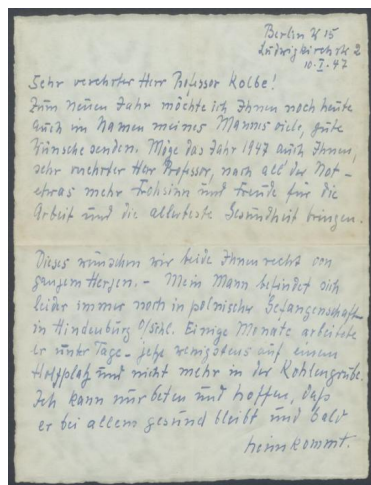 Berlin W 15
Ludwigkirchstr 2
10.I.47
Sehr verehrter Herr Professor Kolbe!
Zum neuen Jahr möchte ich Ihnen noch heute
auch im Namen meines Mannes viele, gute
Wünsche senden. Möge das Jahr 1947 auch Ihnen,
sehr verehrter Herr Professor, nach all' der Not –
etwas mehr Frohsinn und Freude für die
Arbeit und die allerbeste Gesundheit bringen.
Dieses wünschen wir beide Ihnen recht von
ganzem Herzen. – Mein Mann befindet sich
leider immer noch in polnischer Gefangenschaft
in Hindenburg O/Schl. Einige Monate arbeitete
er unter Tage – jetzt wenigstens auf einem
Holzplatz und nicht mehr in der Kohlengrube.
Ich kann nur beten und hoffen, daß
er bei allem gesund bleibt und bald
heimkommt.